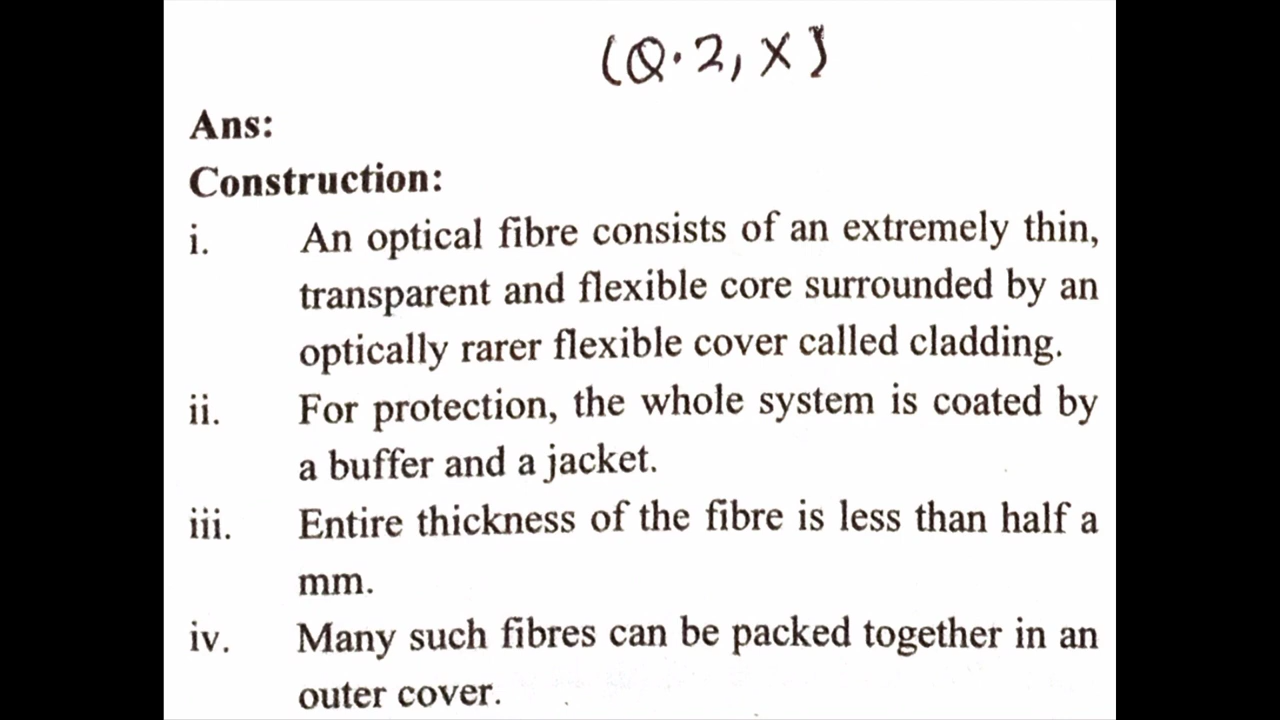 (Q.2, X)
Ans:
Construction:
i. An optical fibre consists of an extremely thin,
transparent and flexible core surrounded by an
optically rarer flexible cover called cladding.
ii. For protection, the whole system is coated by
a buffer and a jacket.
iii. Entire thickness of the fibre is less than half a
mm.
iv. Many such fibres can be packed together in an
outer cover.